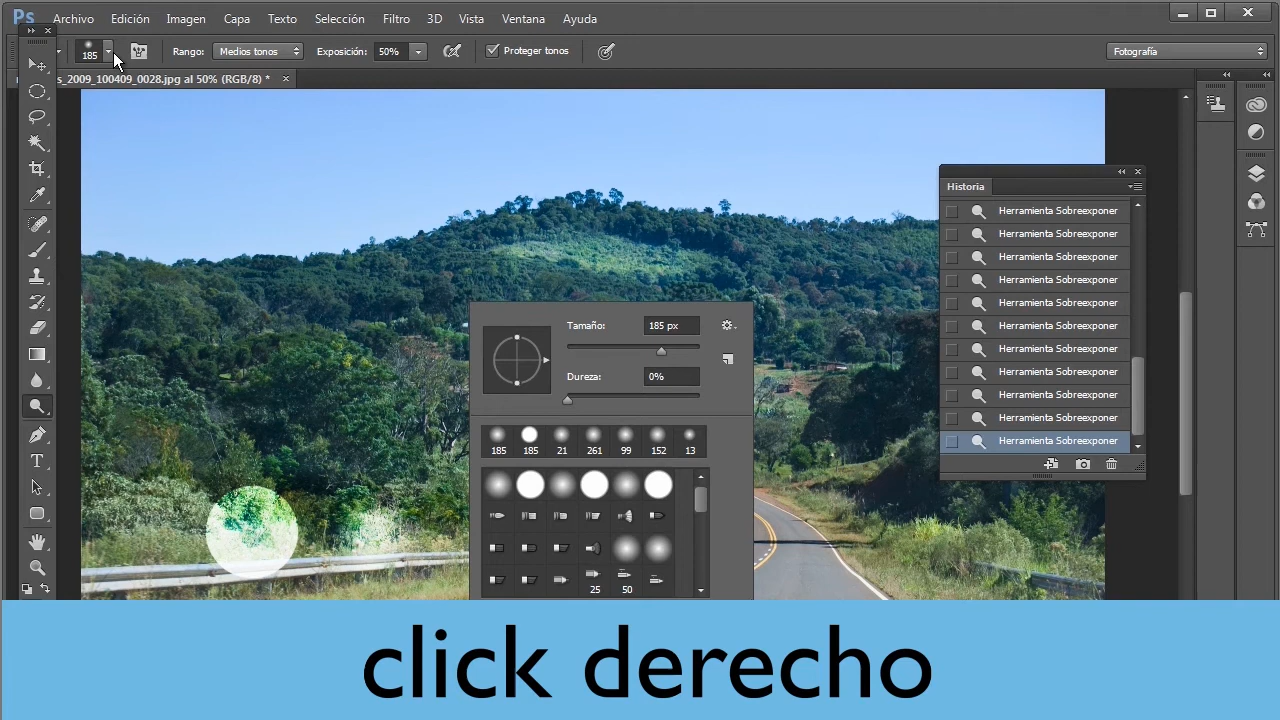 Ps Archivo Edición Imagen Capa Texto Selección Filtro 3D Vista Ventana Ayuda
185 Rango: Medios tonos Exposición: 50% Proteger tonos Fotografía
s_2009_100409_0028.jpg al 50% (RGB/8) *
Historia
Herramienta Sobreexponer
Herramienta Sobreexponer
Herramienta Sobreexponer
Herramienta Sobreexponer
Herramienta Sobreexponer
Herramienta Sobreexponer
Herramienta Sobreexponer
Herramienta Sobreexponer
Herramienta Sobreexponer
Herramienta Sobreexponer
Herramienta Sobreexponer
Tamaño: 185 px
Dureza: 0%
185 185 21 261 99 152 13
25 50
T
click derecho